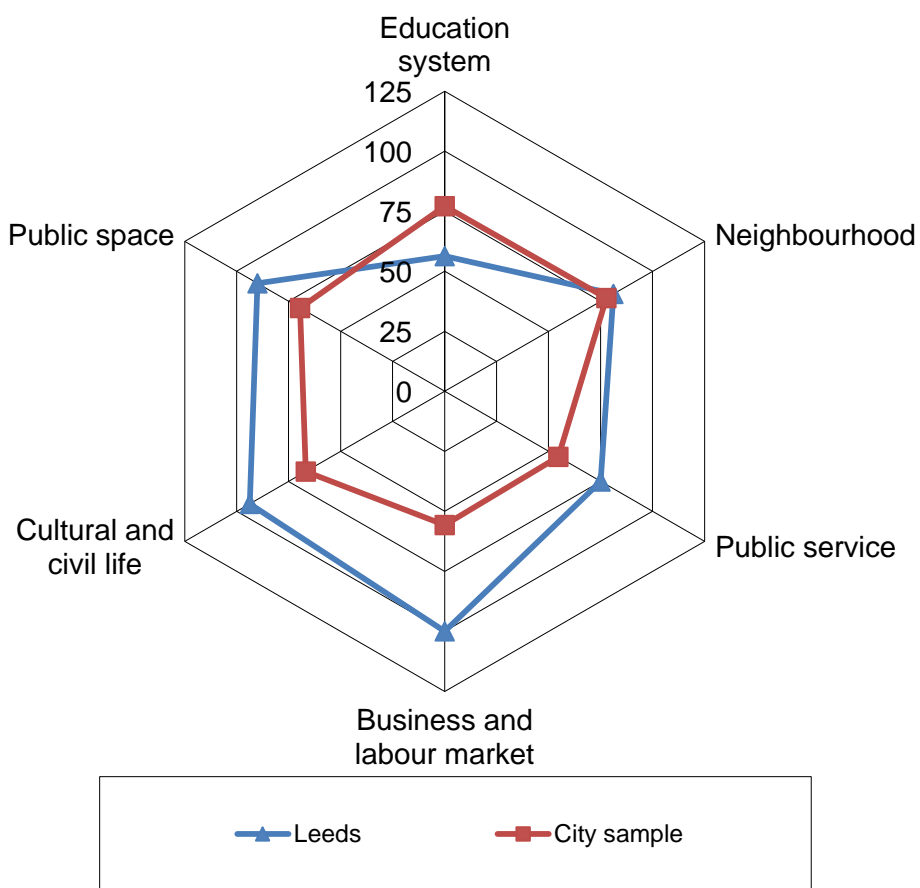 Education
system
125
100
75
50
25
0
Public space
Neighbourhood
Cultural and
civil life
Public service
Business and
labour market
Leeds
City sample